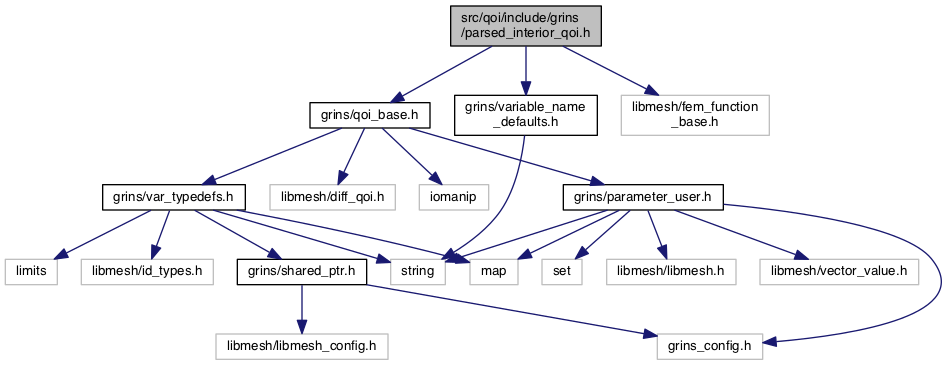 src/qoi/include/grins
/parsed_interior_qoi.h
grins/qoi_base.h
grins/variable_name
_defaults.h
libmesh/fem_function
_base.h
grins/var_typedefs.h
libmesh/diff_qoi.h
iomanip
grins/parameter_user.h
limits
libmesh/id_types.h
grins/shared_ptr.h
string
map
set
libmesh/libmesh.h
libmesh/vector_value.h
libmesh/libmesh_config.h
grins_config.h